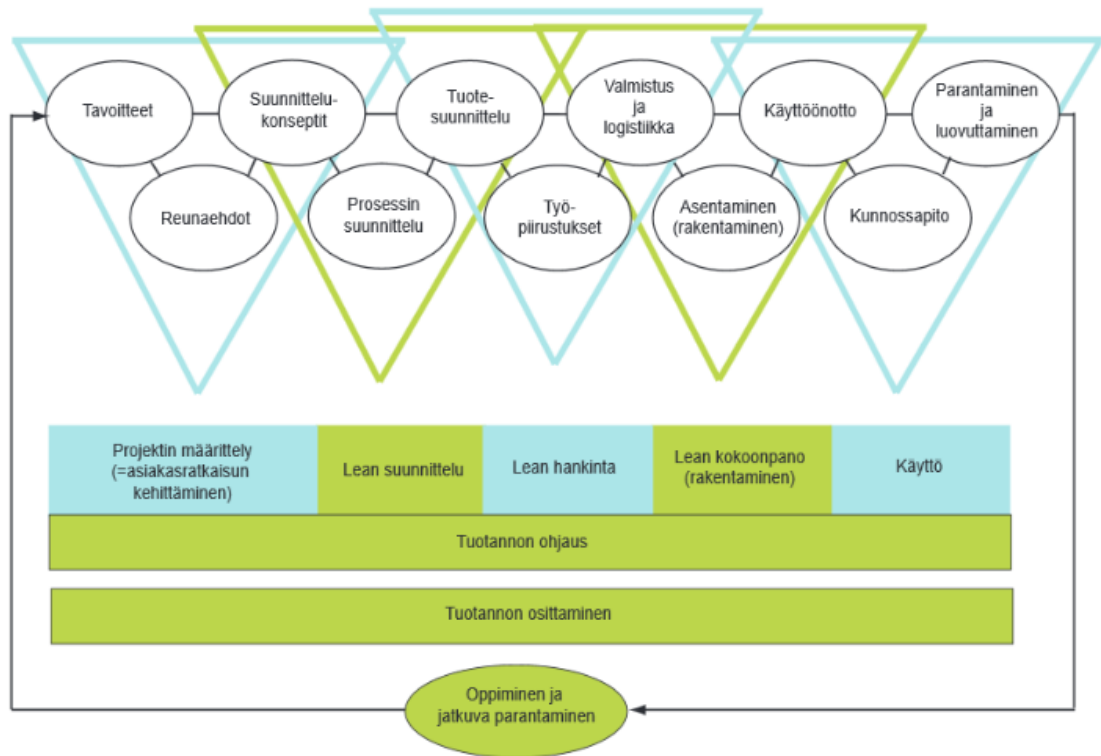 Tavoitteet
Suunnittelu-
konseptit
Tuote-
suunnittelu
Valmistus
ja
logistiikka
Käyttöönotto
Parantaminen
ja
luovuttaminen
Reunaehdot
Prosessin
suunnittelu
Työ-
piirustukset
Asentaminen
(rakentaminen)
Kunnossapito
Projektin määrittely
(=asiakasratkaisun
kehittäminen)
Lean suunnittelu
Lean hankinta
Lean kokoonpano
(rakentaminen)
Käyttö
Tuotannon ohjaus
Tuotannon osittaminen
Oppiminen ja
jatkuva parantaminen